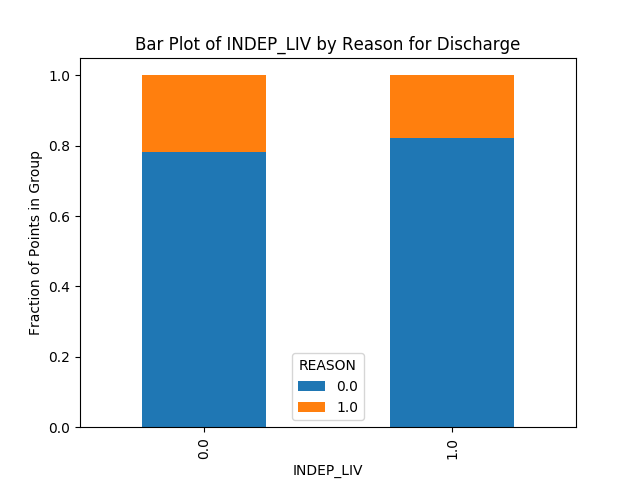 Bar Plot of INDEP_LIV by Reason for Discharge
Fraction of Points in Group
1.0
0.8
0.6
0.4
0.2
0.0
REASON
0.0
1.0
0.0
1.0
INDEP_LIV